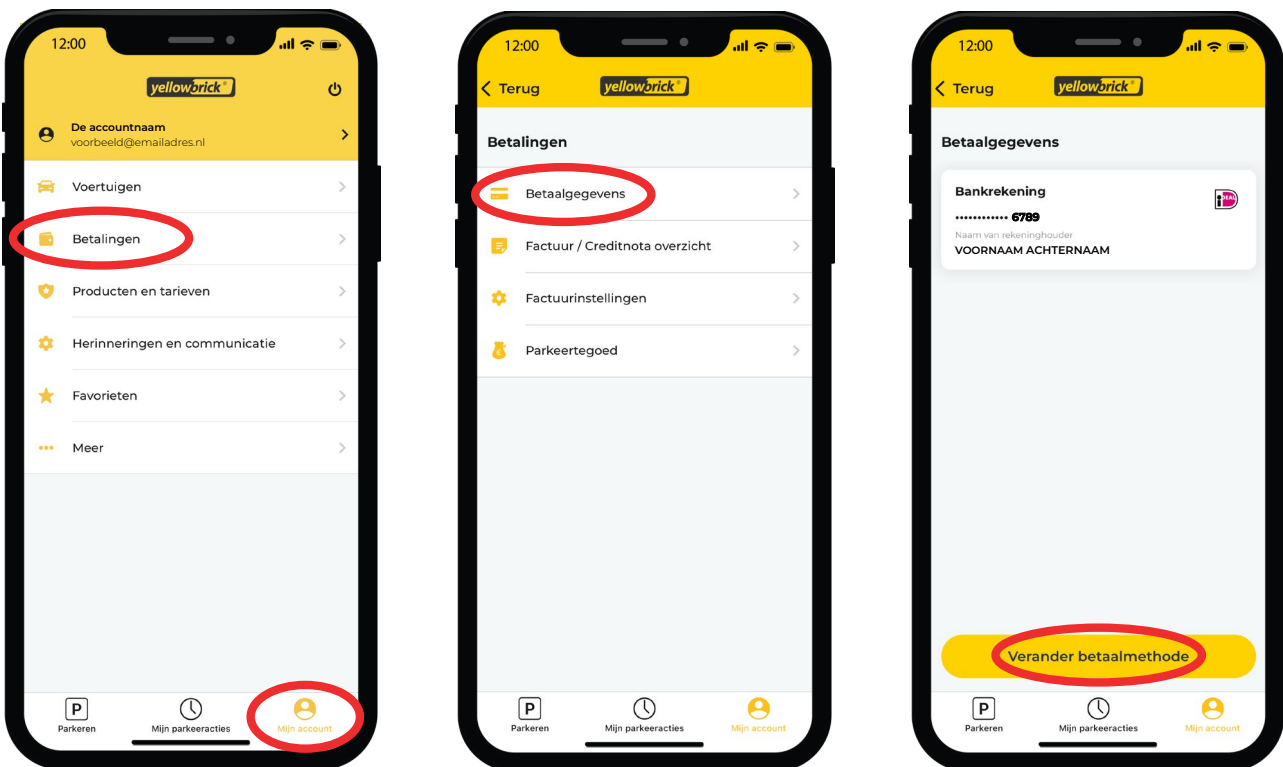 12:00
yellowbrick®
De accountnaam
voorbeeld@emailadres.nl
Voertuigen
Betalingen
Producten en tarieven
Herinneringen en communicatie
Favorieten
Meer
P
Parkeren
Mijn parkeeracties
Mijn account
12:00
Terug
yellowbrick®
Betalingen
Betaalgegevens
Factuur / Creditnota overzicht
Factuurinstellingen
Parkeertegoed
P
Parkeren
Mijn parkeeracties
Mijn account
12:00
Terug
yellowbrick®
Betaalgegevens
Bankrekening
iDEAL
•••••••••••• 6789
Naam van rekeninghouder
VOORNAAM ACHTERNAAM
Verander betaalmethode
P
Parkeren
Mijn parkeeracties
Mijn account